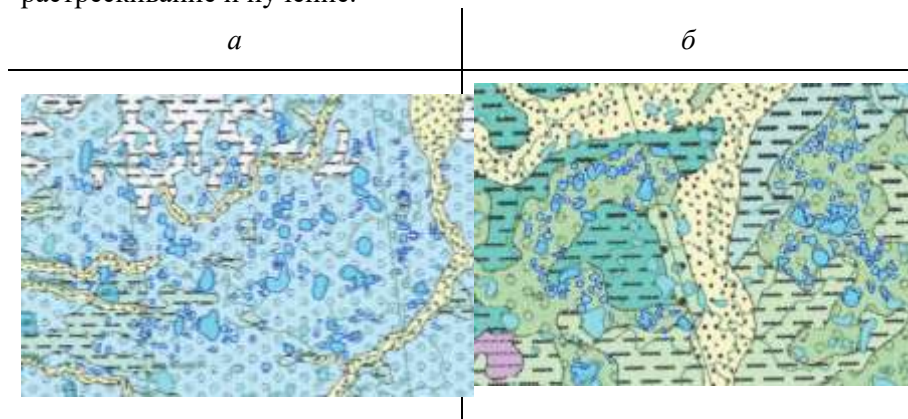 растрескивание и пучение.
а
б